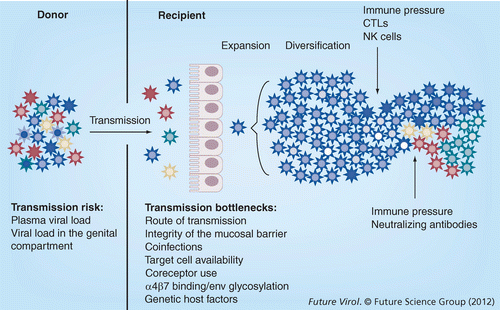 Donor
Recipient
Immune pressure
CTLs
NK cells
Expansion
Diversification
Transmission
Transmission risk:
Plasma viral load
Viral load in the genital
compartment
Transmission bottlenecks:
Route of transmission
Integrity of the mucosal barrier
Coinfections
Target cell availability
Coreceptor use
α4β7 binding/env glycosylation
Genetic host factors
Immune pressure
Neutralizing antibodies
Future Virol. © Future Science Group (2012)